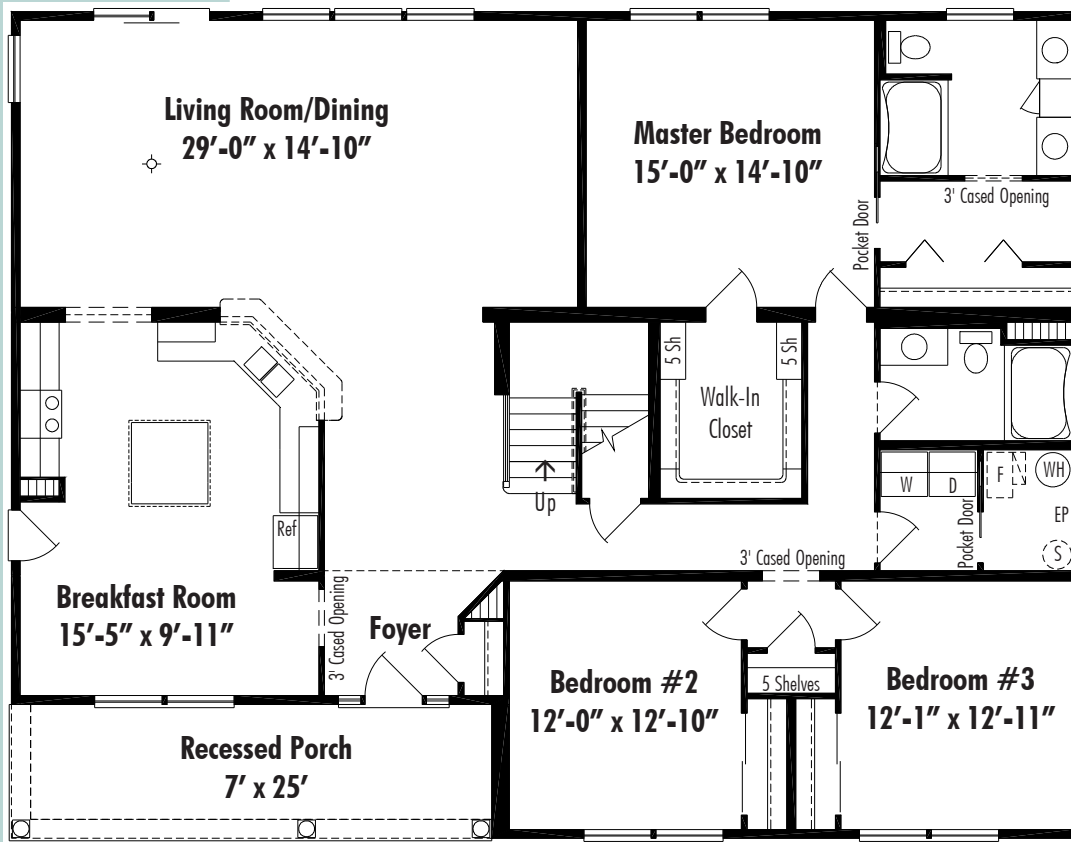 Living Room/Dining
29’-0” x 14’-10”
Master Bedroom
15’-0” x 14’-10”
3' Cased Opening
Pocket Door
5 Sh
5 Sh
Walk-In
Closet
Up
Ref
W
D
F
WH
EP
S
Pocket Door
3' Cased Opening
Breakfast Room
15’-5” x 9’-11”
3' Cased Opening
Foyer
Bedroom #2
12’-0” x 12’-10”
5 Shelves
Bedroom #3
12’-1” x 12’-11”
Recessed Porch
7’ x 25’